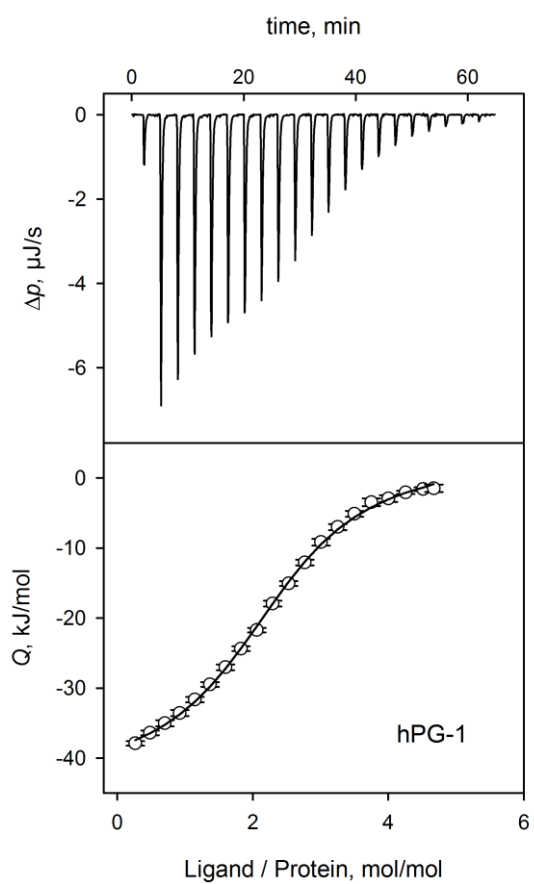 time, min
0 20 40 60
0
-2
-4
-6
Δp, µJ/s
0
-10
-20
-30
-40
Q, kJ/mol
hPG-1
0 2 4 6
Ligand / Protein, mol/mol